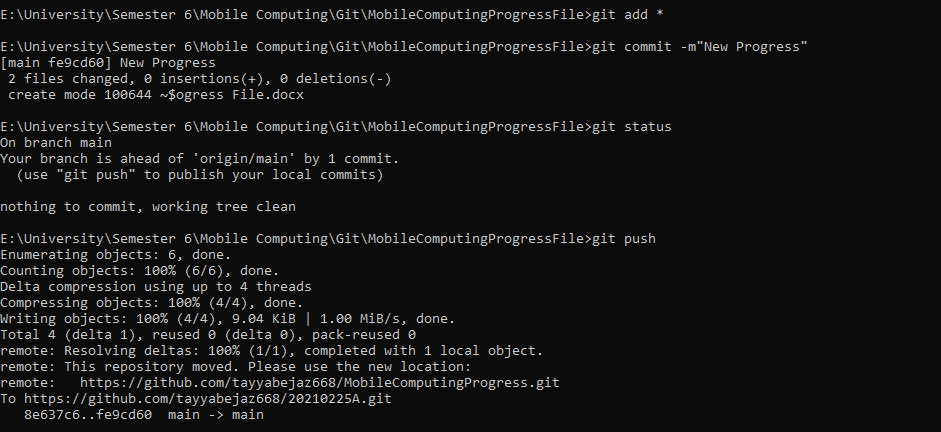 E:\University\Semester 6\Mobile Computing\Git\MobileComputingProgressFile>git add *
E:\University\Semester 6\Mobile Computing\Git\MobileComputingProgressFile>git commit -m"New Progress"
[main fe9cd60] New Progress
 2 files changed, 0 insertions(+), 0 deletions(-)
 create mode 100644 ~$ogress File.docx
E:\University\Semester 6\Mobile Computing\Git\MobileComputingProgressFile>git status
On branch main
Your branch is ahead of 'origin/main' by 1 commit.
  (use "git push" to publish your local commits)
nothing to commit, working tree clean
E:\University\Semester 6\Mobile Computing\Git\MobileComputingProgressFile>git push
Enumerating objects: 6, done.
Counting objects: 100% (6/6), done.
Delta compression using up to 4 threads
Compressing objects: 100% (4/4), done.
Writing objects: 100% (4/4), 9.04 KiB | 1.00 MiB/s, done.
Total 4 (delta 1), reused 0 (delta 0), pack-reused 0
remote: Resolving deltas: 100% (1/1), completed with 1 local object.
remote: This repository moved. Please use the new location:
remote:   https://github.com/tayyabejaz668/MobileComputingProgress.git
To https://github.com/tayyabejaz668/20210225A.git
   8e637c6..fe9cd60  main -> main